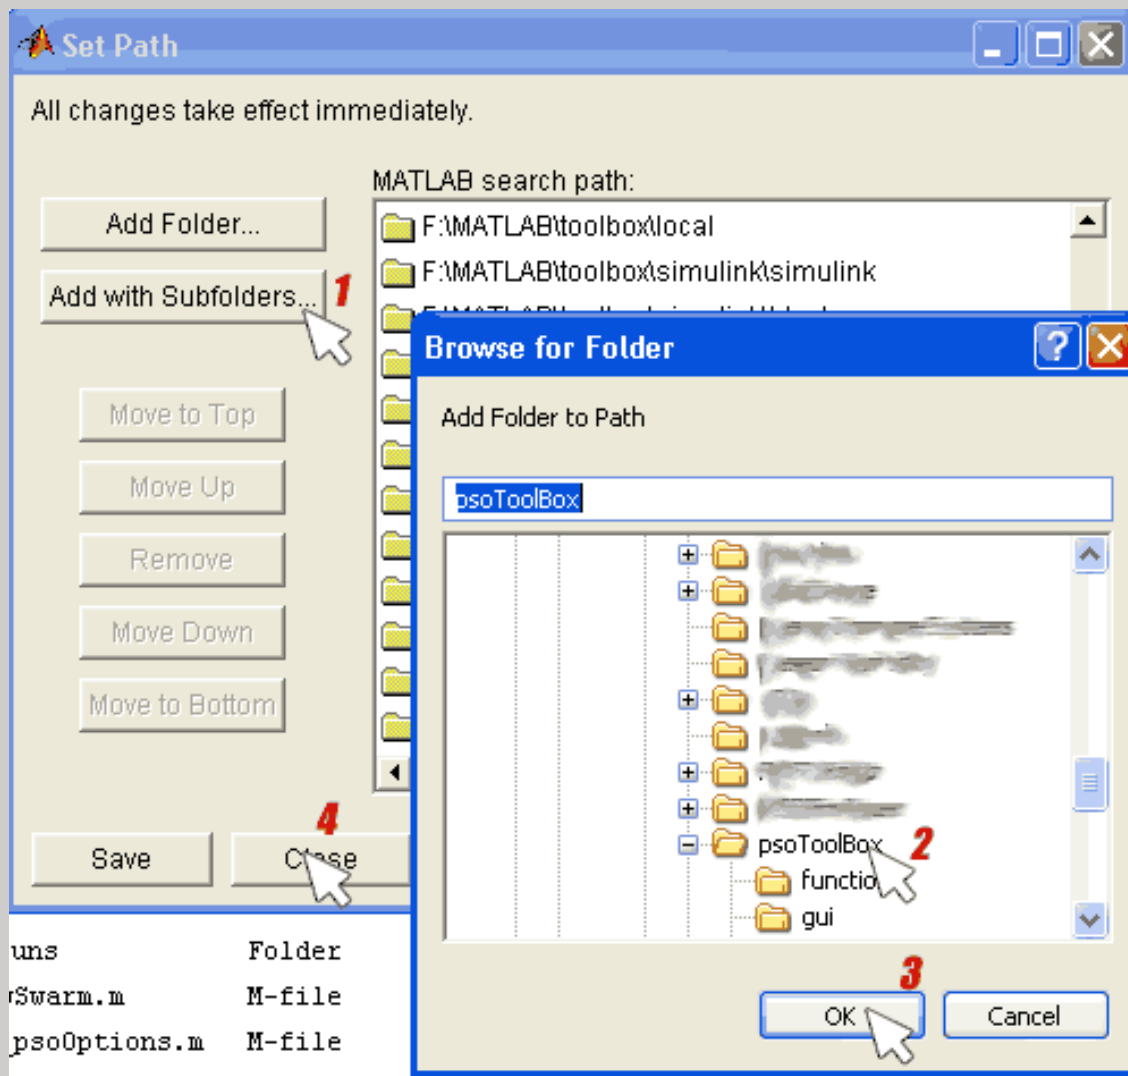 Set Path
All changes take effect immediately.
MATLAB search path:
Add Folder...
F:\MATLAB\toolbox\local
Add with Subfolders... 1
F:\MATLAB\toolbox\simulink\simulink
Browse for Folder
Add Folder to Path
Move to Top
Move Up
psoToolBox
Remove
Move Down
Move to Bottom
4
Save
Close
psoToolBox 2
functio
gui
uns Folder
Swarm.m M-file
_psoOptions.m M-file
3
OK
Cancel